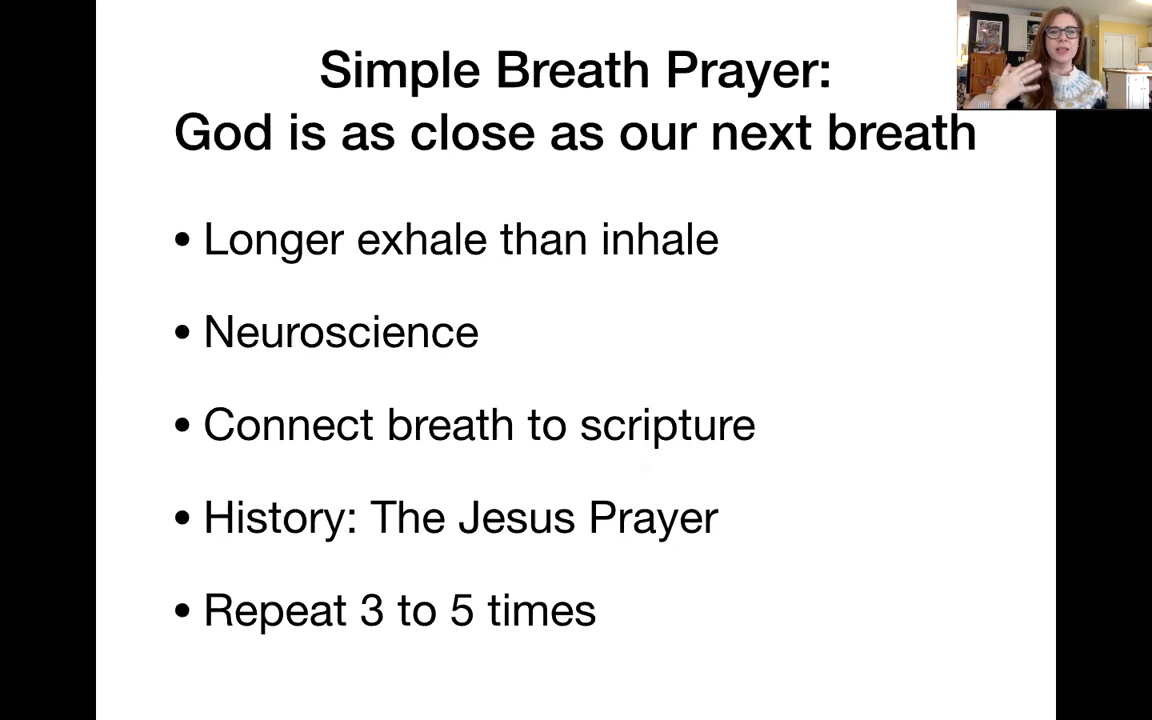 Simple Breath Prayer:
God is as close as our next breath
• Longer exhale than inhale
• Neuroscience
• Connect breath to scripture
• History: The Jesus Prayer
• Repeat 3 to 5 times